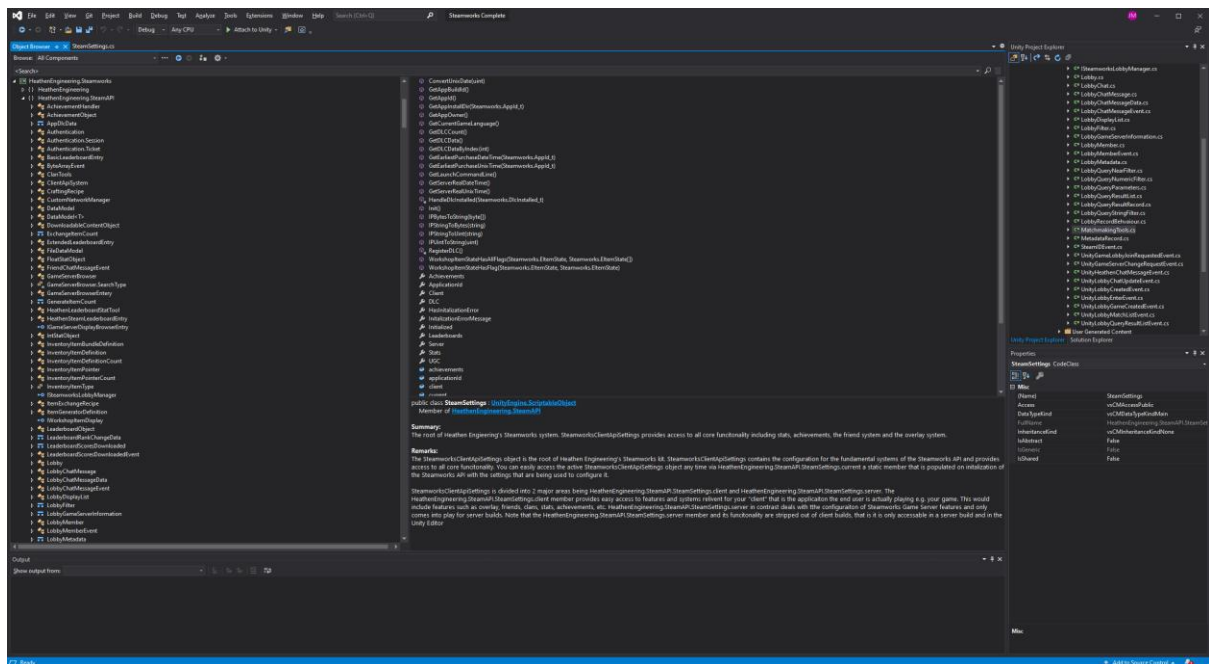 File Edit View Git Project Build Debug Test Analyze Tools Extensions Window Help Search (Ctrl+Q) Steamworks Complete
Debug Any CPU Attach to Unity
Object Browser SteamSettings.cs
Browse: All Components
<Search>
HeathenEngineering.Steamworks
HeathenEngineering
HeathenEngineering.SteamAPI
AchievementHandler
AchievementObject
AppDlcData
Authentication
Authentication.Session
Authentication.Ticket
BasicLeaderboardEntry
ByteArrayEvent
ClanTools
ClientApiSystem
CraftingRecipe
CustomNetworkManager
DataModel
DataModel<T>
DownloadableContentObject
ExchangeItemCount
ExtendedLeaderboardEntry
FileDataModel
FloatStatObject
FriendChatMessageEvent
GameServerBrowser
GameServerBrowser.SearchType
GameServerBrowserEntery
GenerateItemCount
HeathenLeaderboardStatTool
HeathenSteamLeaderboardEntry
IGameServerDisplayBrowserEntry
IntStatObject
InventoryItemBundleDefinition
InventoryItemDefinition
InventoryItemDefinitionCount
InventoryItemPointer
InventoryItemPointerCount
InventoryItemType
ISteamworksLobbyManager
ItemExchangeRecipe
ItemGeneratorDefinition
IWorkshopItemDisplay
LeaderboardObject
LeaderboardRankChangeData
LeaderboardScoresDownloaded
LeaderboardScoresDownloadedEvent
Lobby
LobbyChatMessage
LobbyChatMessageData
LobbyChatMessageEvent
LobbyDisplayList
LobbyFilter
LobbyGameServerInformation
LobbyMember
LobbyMemberEvent
LobbyMetadata
ConvertUnixDate(uint)
GetAppBuildId()
GetAppId()
GetAppInstallDir(Steamworks.AppId_t)
GetAppOwner()
GetCurrentGameLanguage()
GetDLCCount()
GetDLCData()
GetDLCDataByIndex(int)
GetEarliestPurchaseDateTime(Steamworks.AppId_t)
GetEarliestPurchaseUnixTime(Steamworks.AppId_t)
GetLaunchCommandLine()
GetServerRealDateTime()
GetServerRealUnixTime()
HandleDlcInstalled(Steamworks.DlcInstalled_t)
Init()
IPBytesToString(byte[])
IPStringToBytes(string)
IPStringToUint(string)
IPUintToString(uint)
RegisterDLC()
WorkshopItemStateHasAllFlags(Steamworks.EItemState, Steamworks.EItemState[])
WorkshopItemStateHasFlag(Steamworks.EItemState, Steamworks.EItemState)
Achievements
ApplicationId
Client
DLC
HasInitializationError
InitializationErrorMessage
Initialized
Leaderboards
Server
Stats
UGC
achievements
applicationId
client
current
public class SteamSettings : UnityEngine.ScriptableObject
Member of HeathenEngineering.SteamAPI
Summary:
The root of Heathen Engieering's Steamworks system. SteamworksClientApiSettings provides access to all core functionality including stats, achievements, the friend system and the overlay system.
Remarks:
The SteamworksClientApiSettings object is the root of Heathen Engineering's Steamworks kit. SteamworksClientApiSettings contains the configuration for the fundamental systems of the Steamworks API and provides
access to all core functionality. You can easily access the active SteamworksClientApiSettings object any time via HeathenEngineering.SteamAPI.SteamSettings.current a static member that is populated on initalization of
the Steamworks API with the settings that are being used to configure it.
SteamworksClientApiSettings is divided into 2 major areas being HeathenEngineering.SteamAPI.SteamSettings.client and HeathenEngineering.SteamAPI.SteamSettings.server. The
HeathenEngineering.SteamAPI.SteamSettings.client member provides easy access to features and systems relivent for your "client" that is the applicaiton the end user is actually playing e.g. your game. This would
include features such as overlay, friends, clans, stats, achievements, etc. HeathenEngineering.SteamAPI.SteamSettings.server in contrast deals with fthe configuraiton of Steamworks Game Server features and only
comes into play for server builds. Note that the HeathenEngineering.SteamAPI.SteamSettings.server member and its functionality are stripped out of client builds, that is it is only accessable in a server build and in the
Unity Editor
Output
Show output from:
Unity Project Explorer
ISteamworksLobbyManager.cs
Lobby.cs
LobbyChat.cs
LobbyChatMessage.cs
LobbyChatMessageData.cs
LobbyChatMessageEvent.cs
LobbyDisplayList.cs
LobbyFilter.cs
LobbyGameServerInformation.cs
LobbyMember.cs
LobbyMemberEvent.cs
LobbyMetadata.cs
LobbyQueryNearFilter.cs
LobbyQueryNumericFilter.cs
LobbyQueryParameters.cs
LobbyQueryResultList.cs
LobbyQueryResultRecord.cs
LobbyQueryStringFilter.cs
LobbyRecordBehvaiour.cs
MatchmakingTools.cs
MetadataRecord.cs
SteamIDEvent.cs
UnityGameLobbyJoinRequestedEvent.cs
UnityGameServerChangeRequestEvent.cs
UnityHeathenChatMessageEvent.cs
UnityLobbyChatUpdateEvent.cs
UnityLobbyCreatedEvent.cs
UnityLobbyEnterEvent.cs
UnityLobbyGameCreatedEvent.cs
UnityLobbyMatchListEvent.cs
UnityLobbyQueryResultListEvent.cs
User Generated Content
Unity Project Explorer Solution Explorer
Properties
SteamSettings CodeClass
Misc
(Name) SteamSettings
Access vsCMAccessPublic
DataTypeKind vsCMDataTypeKindMain
FullName HeathenEngineering.SteamAPI.SteamSet
InheritanceKind vsCMInheritanceKindNone
IsAbstract False
IsGeneric False
IsShared False
Misc
Ready Add to Source Control